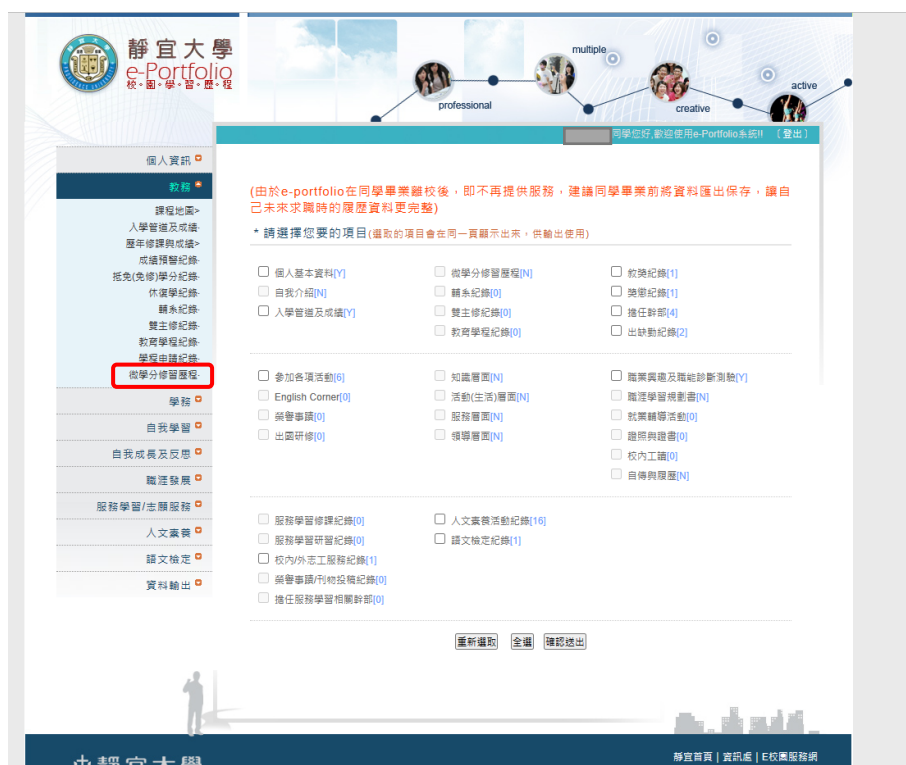 靜宜大學
e-Portfolio
校‧園‧學‧習‧歷‧程
multiple
professional
creative
active
同學您好,歡迎使用e-Portfolio系統!! (登出)
個人資訊
教務
課程地圖>
入學管道及成績‧
歷年修課與成績>
成績預警紀錄‧
抵免(免修)學分紀錄‧
休復學紀錄‧
輔系紀錄‧
雙主修紀錄‧
教育學程紀錄‧
學程申請紀錄‧
微學分修習歷程‧
學務
自我學習
自我成長及反思
職涯發展
服務學習/志願服務
人文素養
語文檢定
資料輸出
(由於e-portfolio在同學畢業離校後，即不再提供服務，建議同學畢業前將資料匯出保存，讓自
己未來求職時的履歷資料更完整)
* 請選擇您要的項目(選取的項目會在同一頁顯示出來，供輸出使用)
個人基本資料[Y] 微學分修習歷程[N] 敘獎紀錄[1]
自我介紹[N] 輔系紀錄[0] 獎懲紀錄[1]
入學管道及成績[Y] 雙主修紀錄[0] 擔任幹部[4]
教育學程紀錄[0] 出缺勤紀錄[2]
參加各項活動[6] 知識層面[N] 職業興趣及職能診斷測驗[Y]
English Corner[0] 活動(生活)層面[N] 職涯學習規劃書[N]
榮譽事蹟[0] 服務層面[N] 就業輔導活動[0]
出國研修[0] 領導層面[N] 證照與證書[0]
校內工讀[0]
自傳與履歷[N]
服務學習修課紀錄[0] 人文素養活動紀錄[16]
服務學習研習紀錄[0] 語文檢定紀錄[1]
校內/外志工服務紀錄[1]
榮譽事蹟/刊物投稿紀錄[0]
擔任服務學習相關幹部[0]
重新選取 全選 確認送出
靜宜首頁 | 資訊處 | E校園服務網
靜宜大學